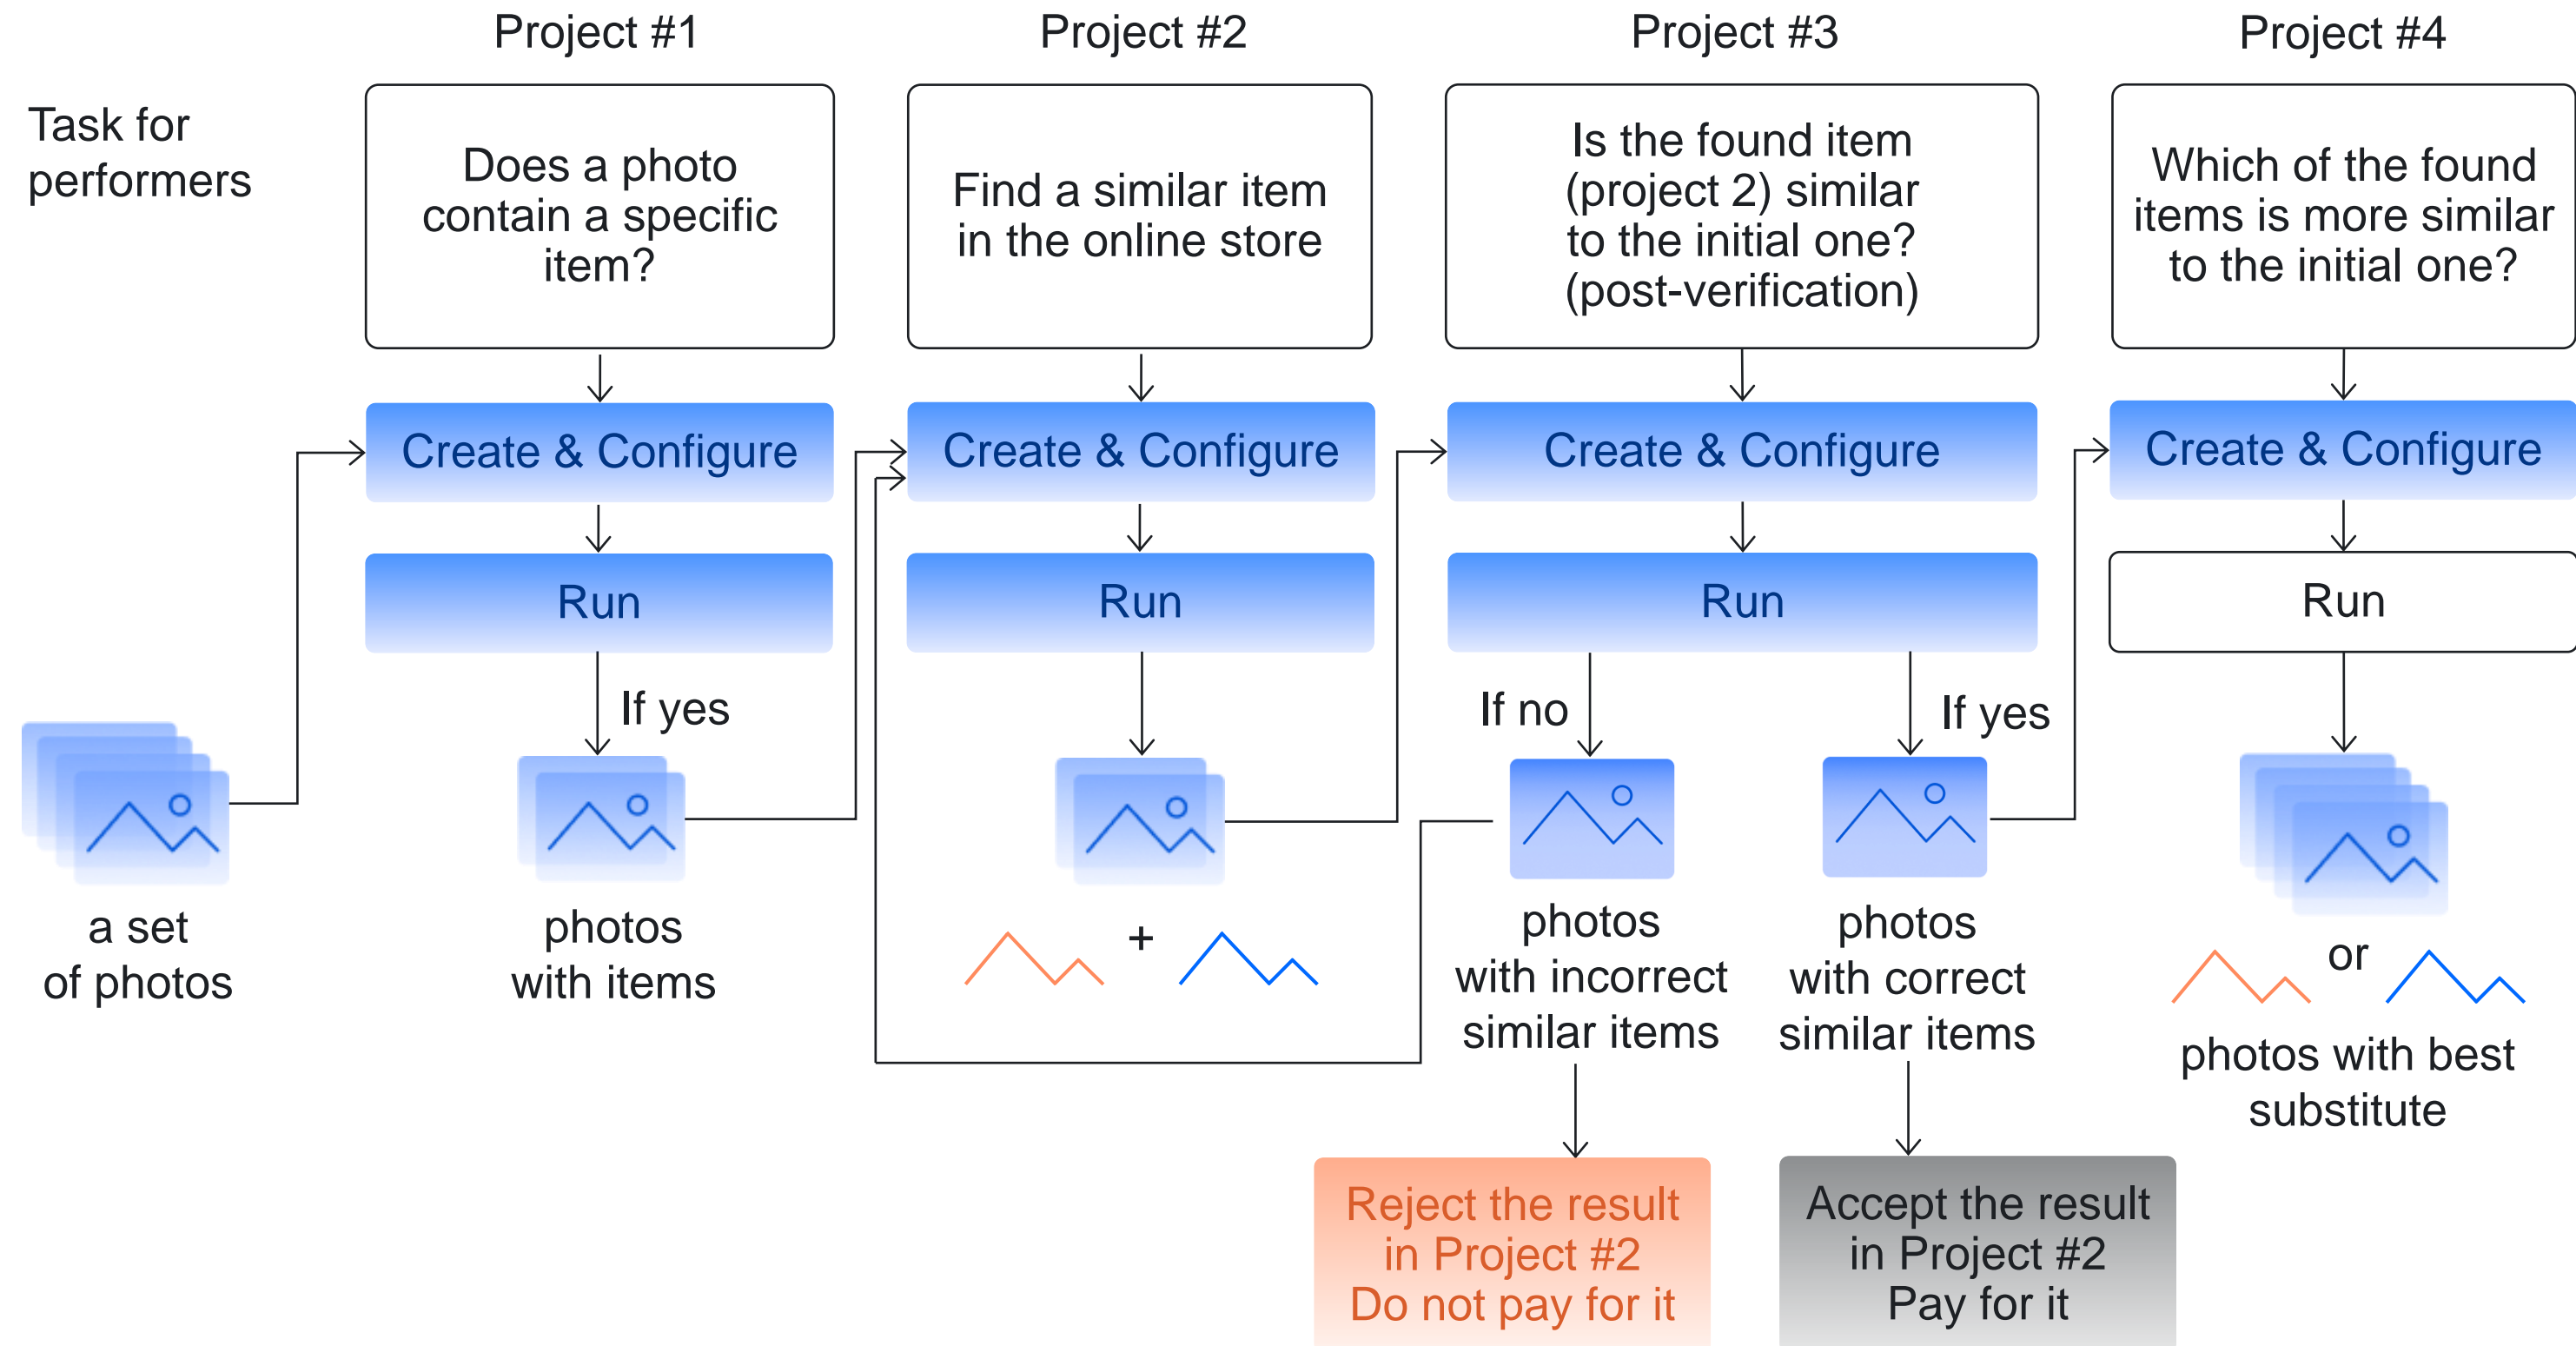 Project #1
Project #2
Project #3
Project #4
Task for
performers
Does a photo
contain a specific
item?
Find a similar item
in the online store
Is the found item
(project 2) similar
to the initial one?
(post-verification)
Which of the found
items is more similar
to the initial one?
Create & Configure
Create & Configure
Create & Configure
Create & Configure
Run
Run
Run
Run
If yes
If no
If yes
a set
of photos
photos
with items
+
photos
with incorrect
similar items
photos
with correct
similar items
or
photos with best
substitute
Reject the result
in Project #2
Do not pay for it
Accept the result
in Project #2
Pay for it